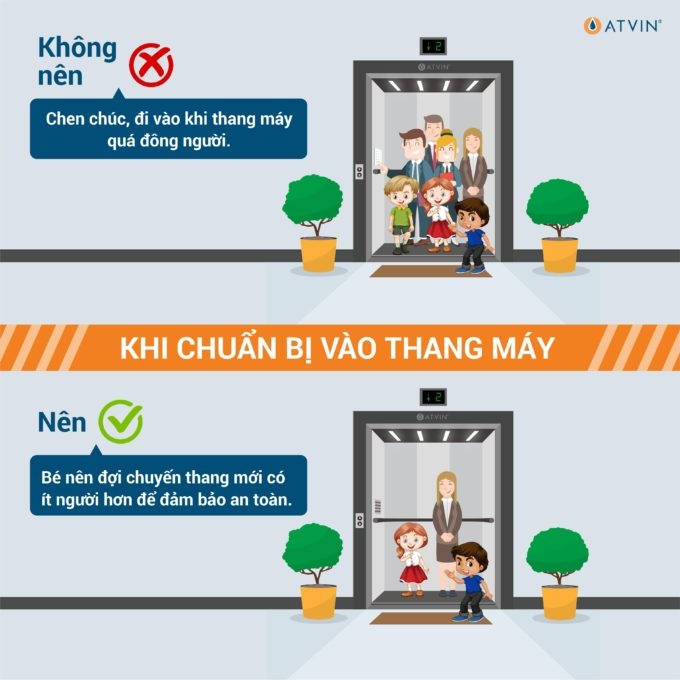 ATVIN®
Không
nên
Chen chúc, đi vào khi thang máy
quá đông người.
2
ATVIN®
KHI CHUẨN BỊ VÀO THANG MÁY
Nên
Bé nên đợi chuyến thang mới có
ít người hơn để đảm bảo an toàn.
2
ATVIN®